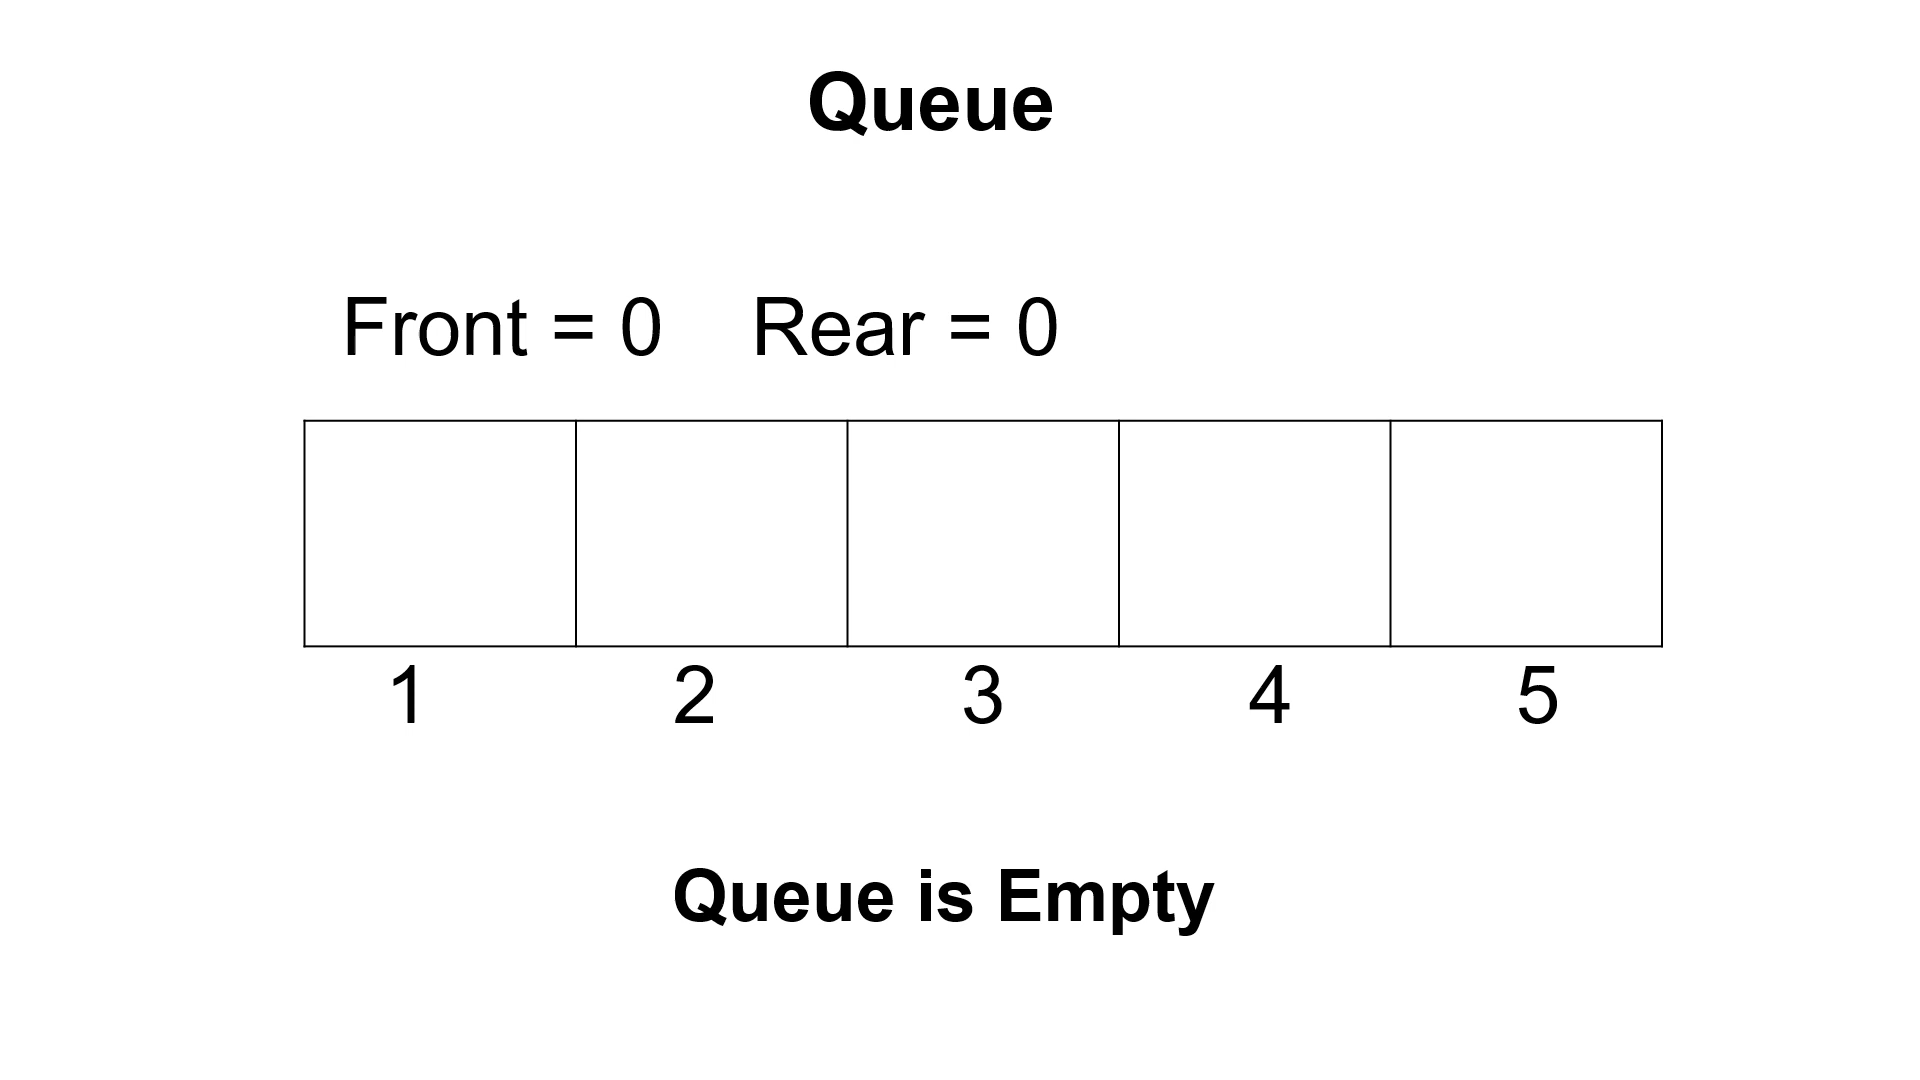 Queue
Front = 0 Rear = 0
1 2 3 4 5
Queue is Empty